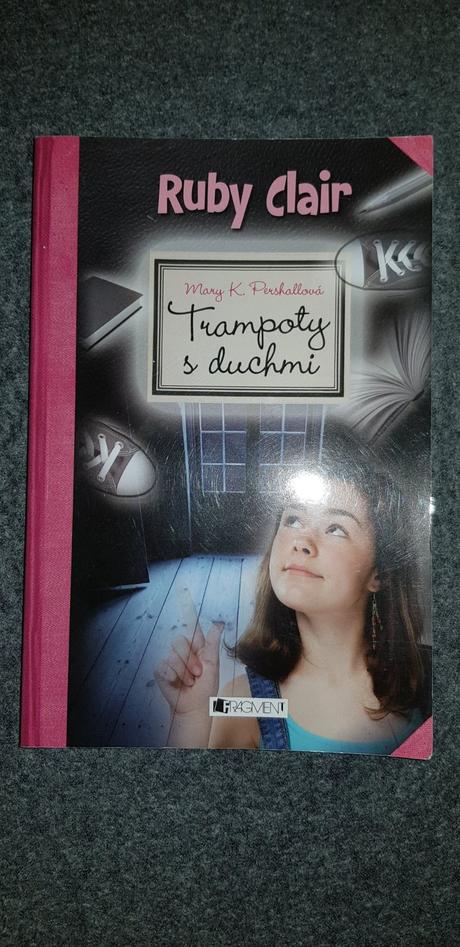 Ruby Clair
Mary K. Pershallová
Trampoty
s duchmi
FRAGMENT